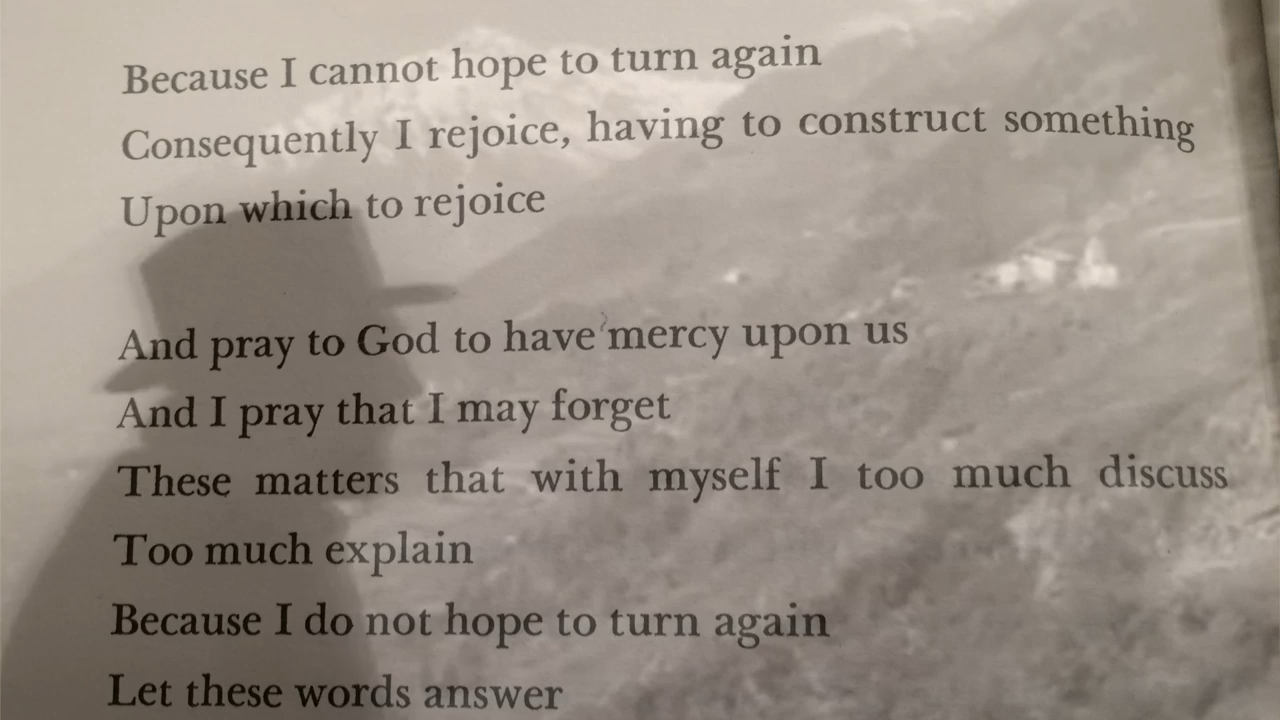 Because I cannot hope to turn again
Consequently I rejoice, having to construct something
Upon which to rejoice
And pray to God to have mercy upon us
And I pray that I may forget
These matters that with myself I too much discuss
Too much explain
Because I do not hope to turn again
Let these words answer